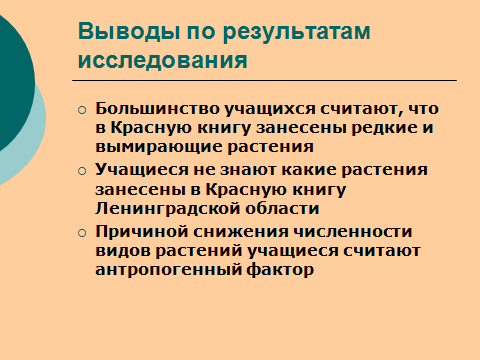 Выводы по результатам
исследования
Большинство учащихся считают, что
в Красную книгу занесены редкие и
вымирающие растения
Учащиеся не знают какие растения
занесены в Красную книгу
Ленинградской области
Причиной снижения численности
видов растений учащиеся считают
антропогенный фактор